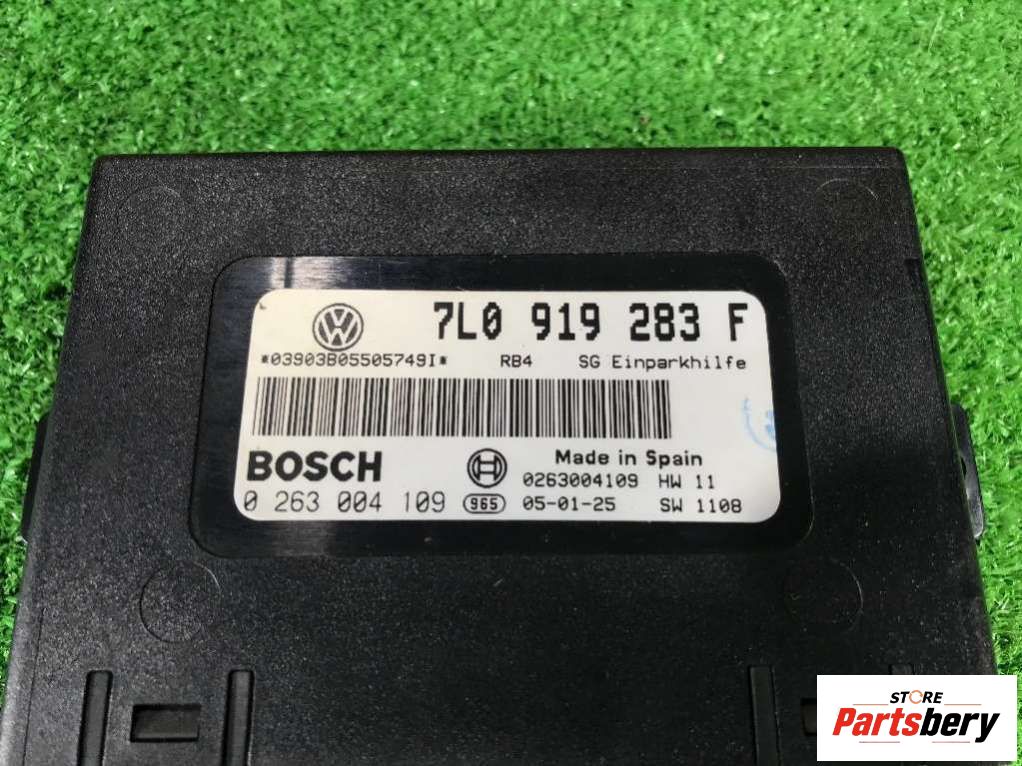 7L0 919 283 F
*03903B05505749I* RB4 SG Einparkhilfe
BOSCH Made in Spain
0263004109 HW 11
0 263 004 109 965 05-01-25 SW 1108
STORE
Partsbery